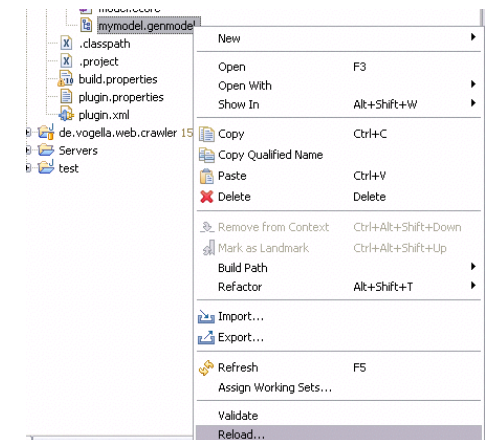 model.ecore
mymodel.genmodel
.classpath
.project
build.properties
plugin.properties
plugin.xml
de.vogella.web.crawler 15
Servers
test
New
Open F3
Open With
Show In Alt+Shift+W
Copy Ctrl+C
Copy Qualified Name
Paste Ctrl+V
Delete Delete
Remove from Context Ctrl+Alt+Shift+Down
Mark as Landmark Ctrl+Alt+Shift+Up
Build Path
Refactor Alt+Shift+T
Import...
Export...
Refresh F5
Assign Working Sets...
Validate
Reload...